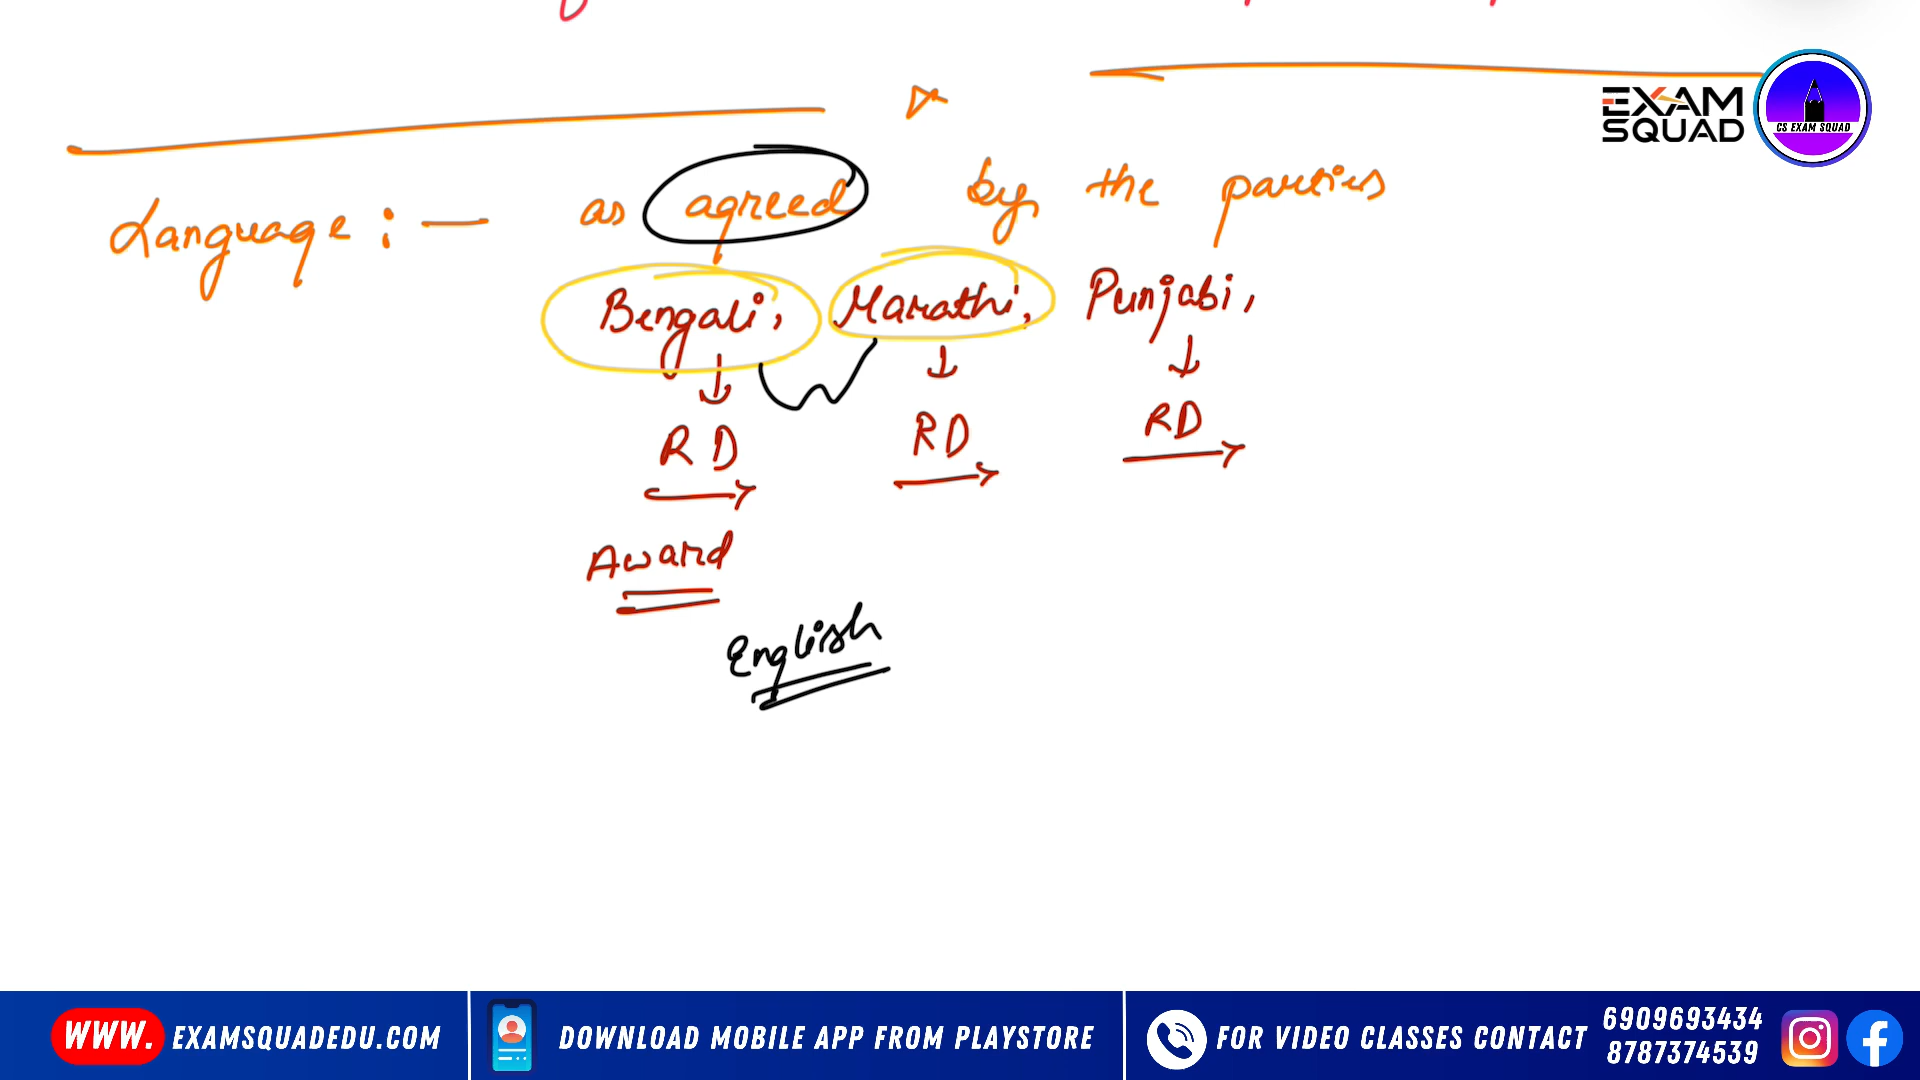 EXAM
SQUAD
CS EXAM SQUAD
Language : — as agreed by the parties
Bengali, Marathi, Punjabi,
RD RD RD
Award
English
WWW. EXAMSQUADEDU.COM
DOWNLOAD MOBILE APP FROM PLAYSTORE
FOR VIDEO CLASSES CONTACT
6909693434
8787374539